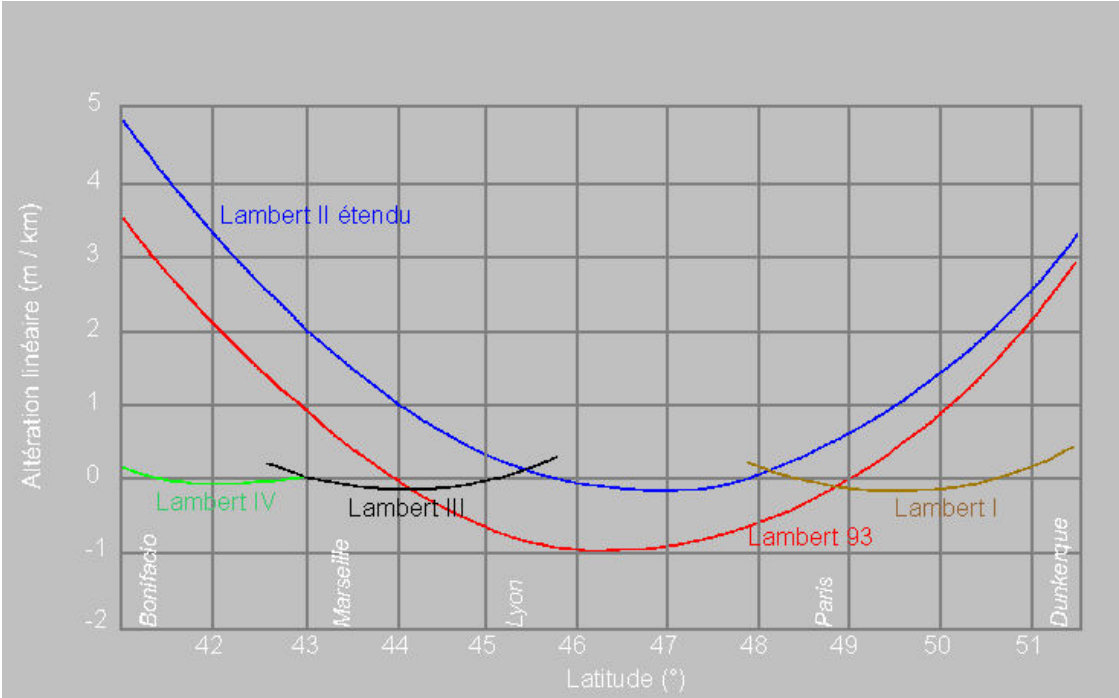 5
4
3
2
1
0
-1
-2
Altération linéaire (m / km)
Lambert II étendu
Lambert IV
Lambert III
Lambert I
Lambert 93
Bonifacio
Marseille
Lyon
Paris
Dunkerque
42
43
44
45
46
47
48
49
50
51
Latitude (°)